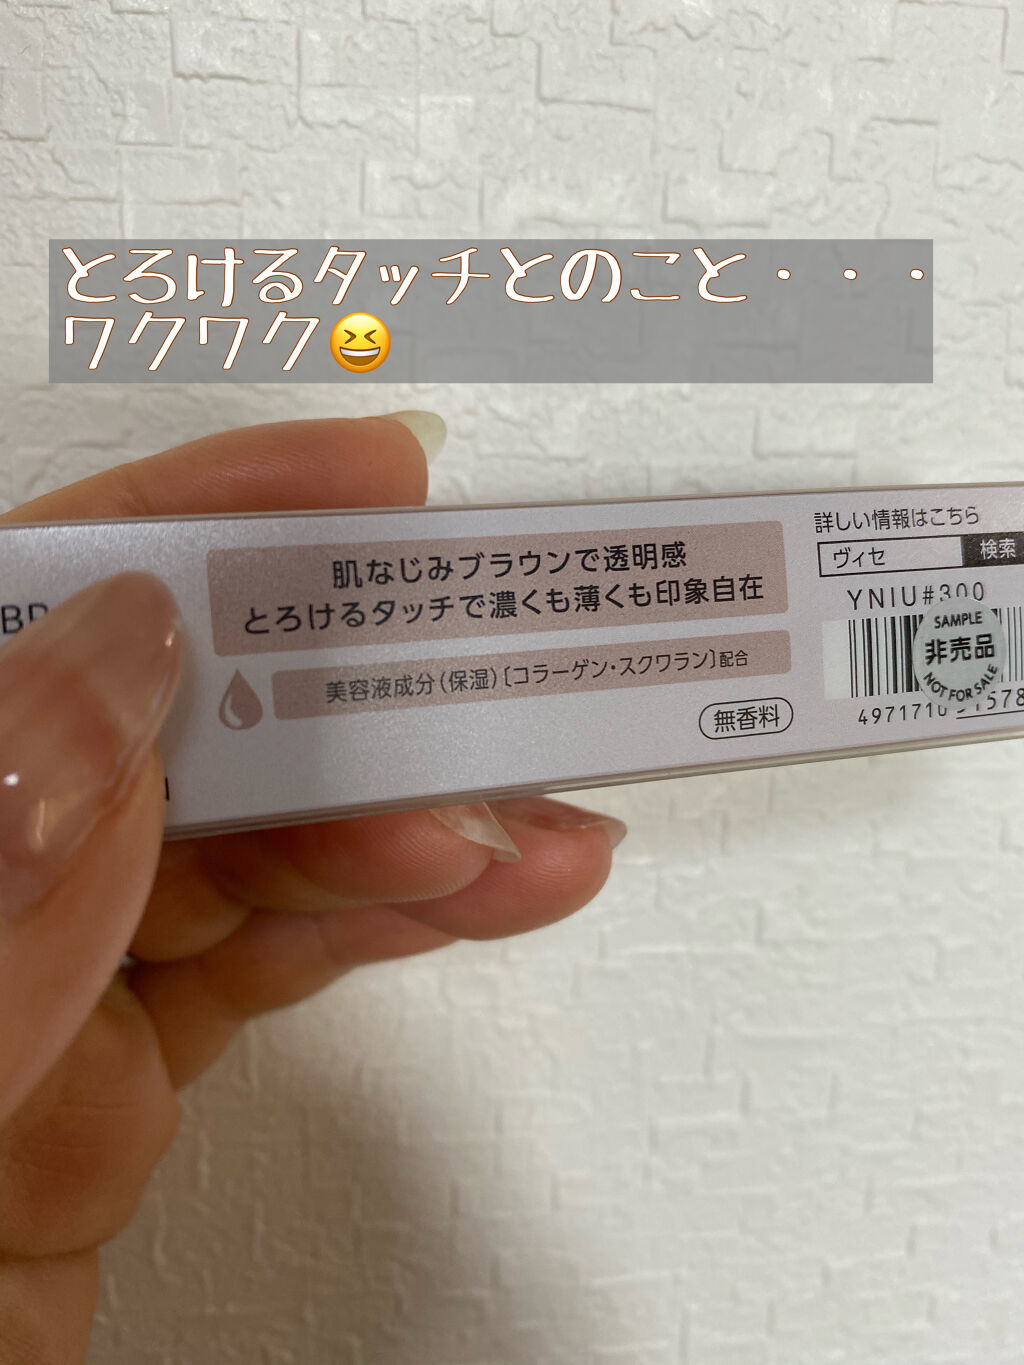 とろけるタッチとのこと・・・
ワクワク😆
肌なじみブラウンで透明感
とろけるタッチで濃くも薄くも印象自在
美容液成分(保湿)〔コラーゲン・スクワラン〕配合
無香料
詳しい情報はこちら
ヴィセ 検索
YNIU#300
SAMPLE
非売品
NOT FOR SALE
4971710